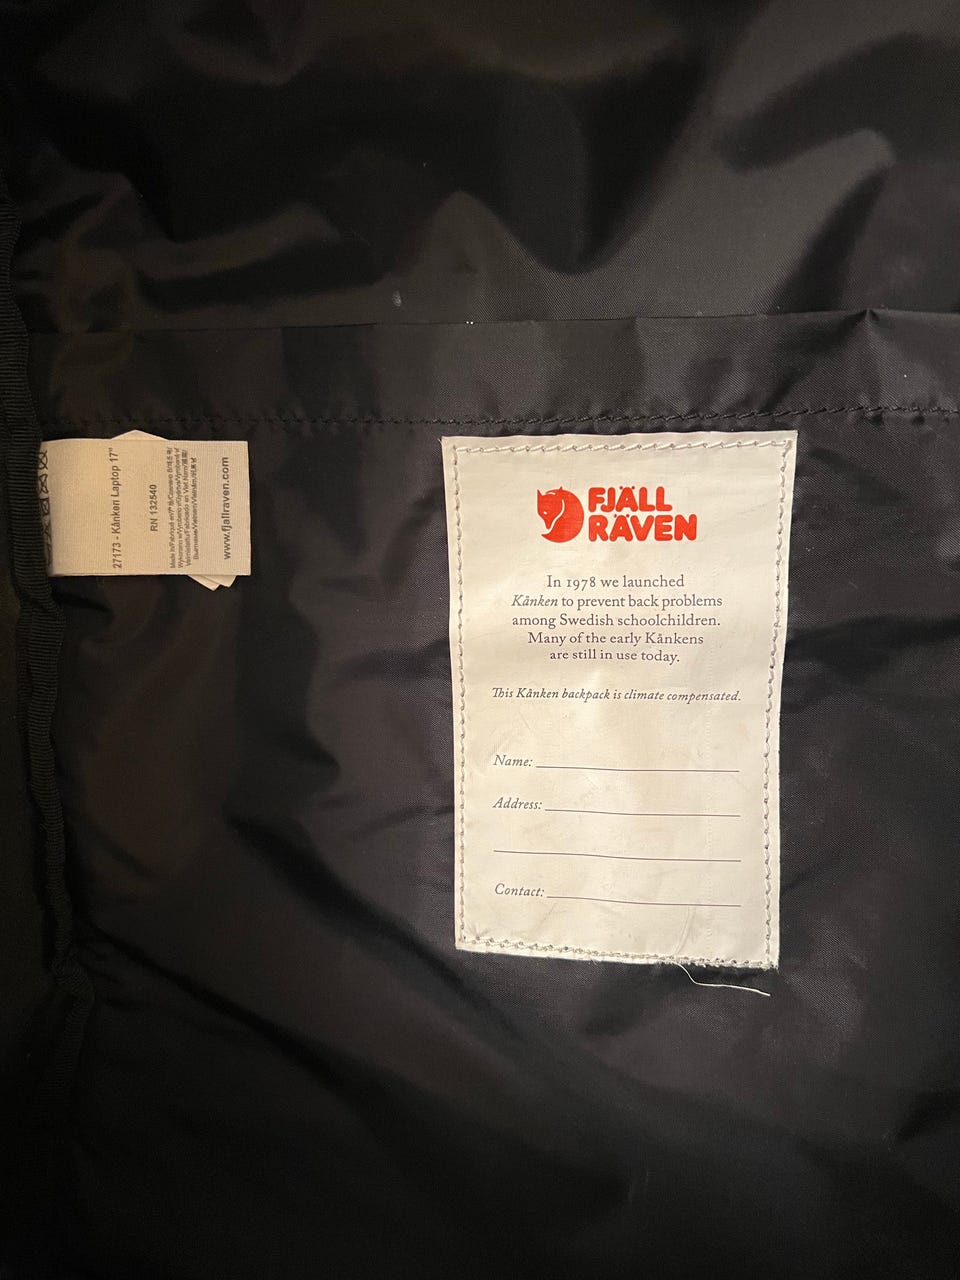 27173 - Kånken Laptop 17"
RN 132540
www.fjallraven.com
FJÄLL
RÄVEN
In 1978 we launched
Kånken to prevent back problems
among Swedish schoolchildren.
Many of the early Kånkens
are still in use today.
This Kånken backpack is climate compensated.
Name:
Address:
Contact: